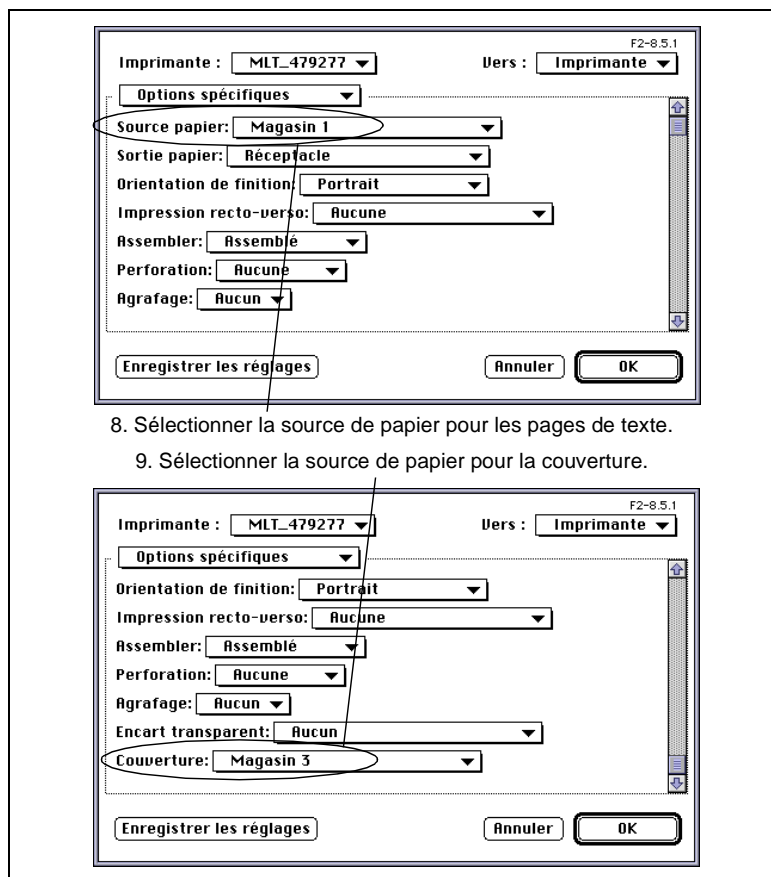 F2-8.5.1
Imprimante : MLT_479277 Vers : Imprimante
Options spécifiques
Source papier: Magasin 1
Sortie papier: Réceptacle
Orientation de finition: Portrait
Impression recto-verso: Aucune
Assembler: Assemblé
Perforation: Aucune
Agrafage: Aucun
Enregistrer les réglages Annuler OK
8. Sélectionner la source de papier pour les pages de texte.
9. Sélectionner la source de papier pour la couverture.
F2-8.5.1
Imprimante : MLT_479277 Vers : Imprimante
Options spécifiques
Orientation de finition: Portrait
Impression recto-verso: Aucune
Assembler: Assemblé
Perforation: Aucune
Agrafage: Aucun
Encart transparent: Aucun
Couverture: Magasin 3
Enregistrer les réglages Annuler OK